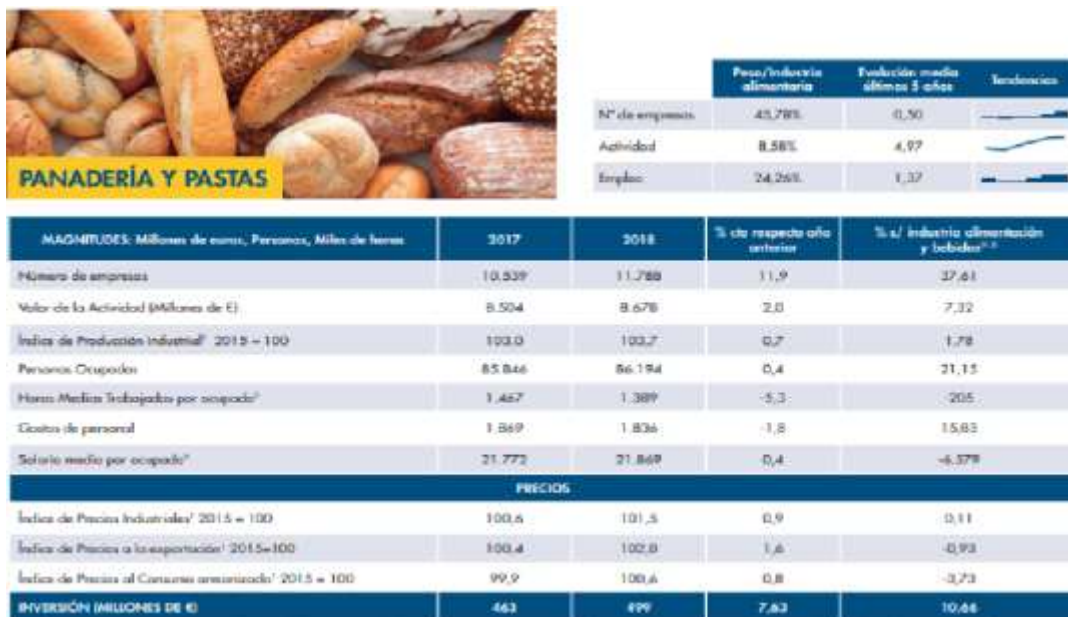 Peso/industria alimentaria Evolución media últimos 5 años Tendencias
Nº de empresas 45,78% 0,50
Actividad 8,58% 4,97
Empleo 24,26% 1,37
PANADERÍA Y PASTAS
MAGNITUDES: Millones de euros, Personas, Miles de horas 2017 2018 % cto respecto año anterior % s/ industria alimentación y bebidas
Número de empresas 10.539 11.788 11,9 37,61
Valor de la Actividad (Millones de €) 8.504 8.678 2,0 7,32
Índice de Producción Industrial 2015 = 100 103,0 103,7 0,7 1,78
Personas Ocupadas 85.846 86.194 0,4 21,15
Horas Medias Trabajadas por ocupado 1.467 1.389 -5,3 -205
Gastos de personal 1.869 1.836 -1,8 15,83
Salario medio por ocupado 21.772 21.869 0,4 -6.579
PRECIOS
Índice de Precios Industriales 2015 = 100 100,6 101,5 0,9 0,11
Índice de Precios a la exportación 2015=100 100,4 102,0 1,6 -0,93
Índice de Precios al Consumo armonizado 2015 = 100 99,9 100,6 0,8 -3,73
INVERSIÓN (MILLONES DE €) 463 499 7,63 10,66